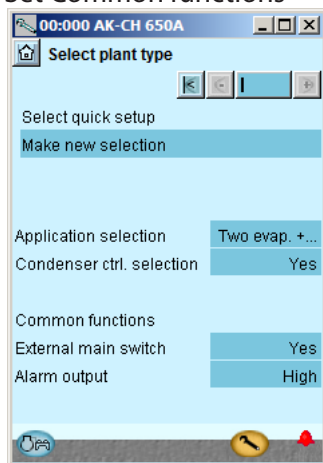 Set Common functions
00:000 AK-CH 650A
Select plant type
Select quick setup
Make new selection
Application selection Two evap. +...
Condenser ctrl. selection Yes
Common functions
External main switch Yes
Alarm output High